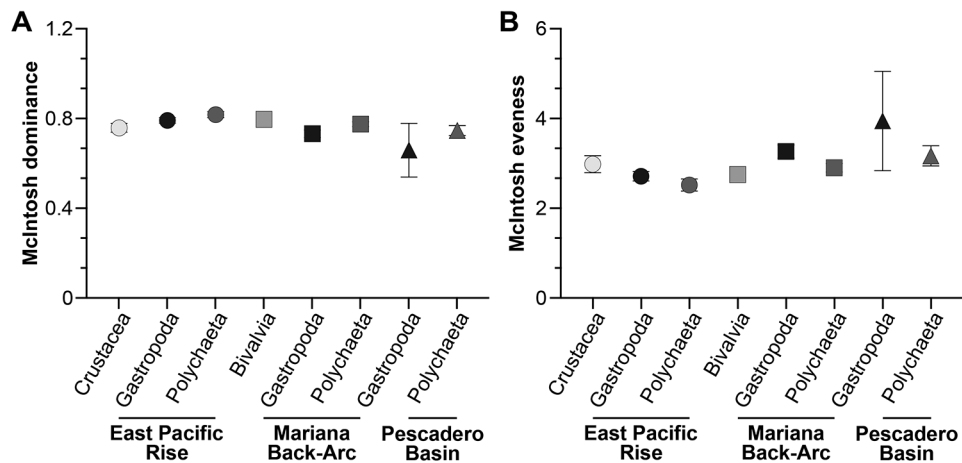 A
McIntosh dominance
1.2
0.8
0.4
0
Crustacea
Gastropoda
Polychaeta
Bivalvia
Gastropoda
Polychaeta
Gastropoda
Polychaeta
East Pacific
Rise
Mariana
Back-Arc
Pescadero
Basin
B
McIntosh eveness
6
4
2
0
Crustacea
Gastropoda
Polychaeta
Bivalvia
Gastropoda
Polychaeta
Gastropoda
Polychaeta
East Pacific
Rise
Mariana
Back-Arc
Pescadero
Basin